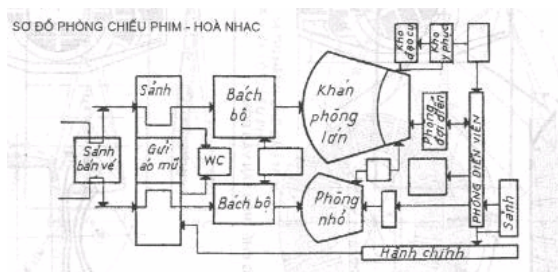 SƠ ĐỒ PHÒNG CHIẾU PHIM - HOÀ NHẠC
Kho
đạo cụ
Kho
y phục
Sảnh
Bách
bộ
Khán
phòng
lớn
Phòng
đợi diễn
Sảnh
bán vé
Gửi
áo mũ
WC
PHÒNG DIỄN VIÊN
Bách bộ
Phòng
nhỏ
Sảnh
Hành chính